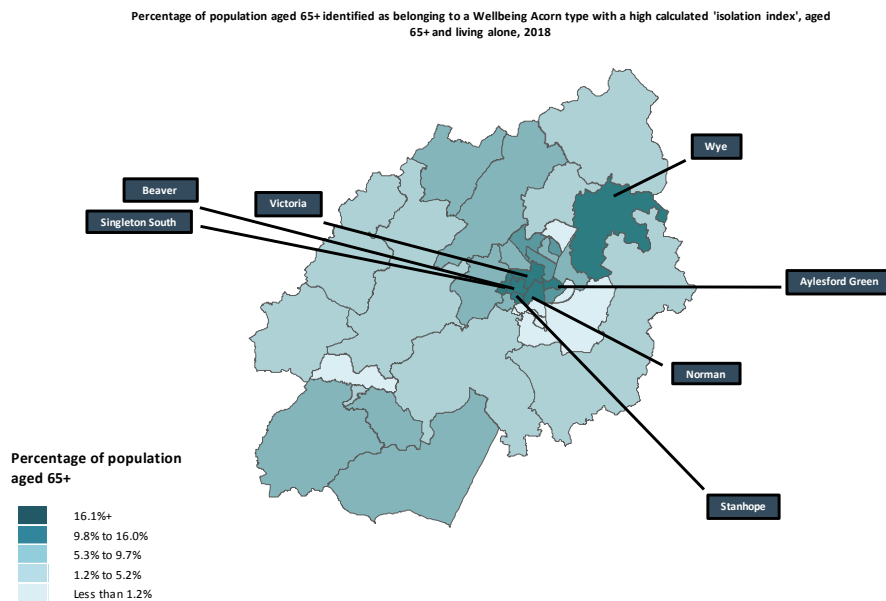 Percentage of population aged 65+ identified as belonging to a Wellbeing Acorn type with a high calculated 'isolation index', aged
65+ and living alone, 2018
Wye
Beaver
Victoria
Singleton South
Aylesford Green
Norman
Stanhope
Percentage of population
aged 65+
16.1%+
9.8% to 16.0%
5.3% to 9.7%
1.2% to 5.2%
Less than 1.2%